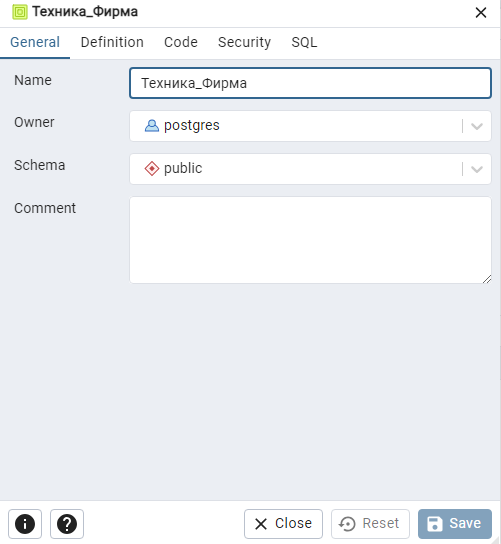 Техника_Фирма
General Definition Code Security SQL
Name Техника_Фирма
Owner postgres
Schema public
Comment
Close Reset Save